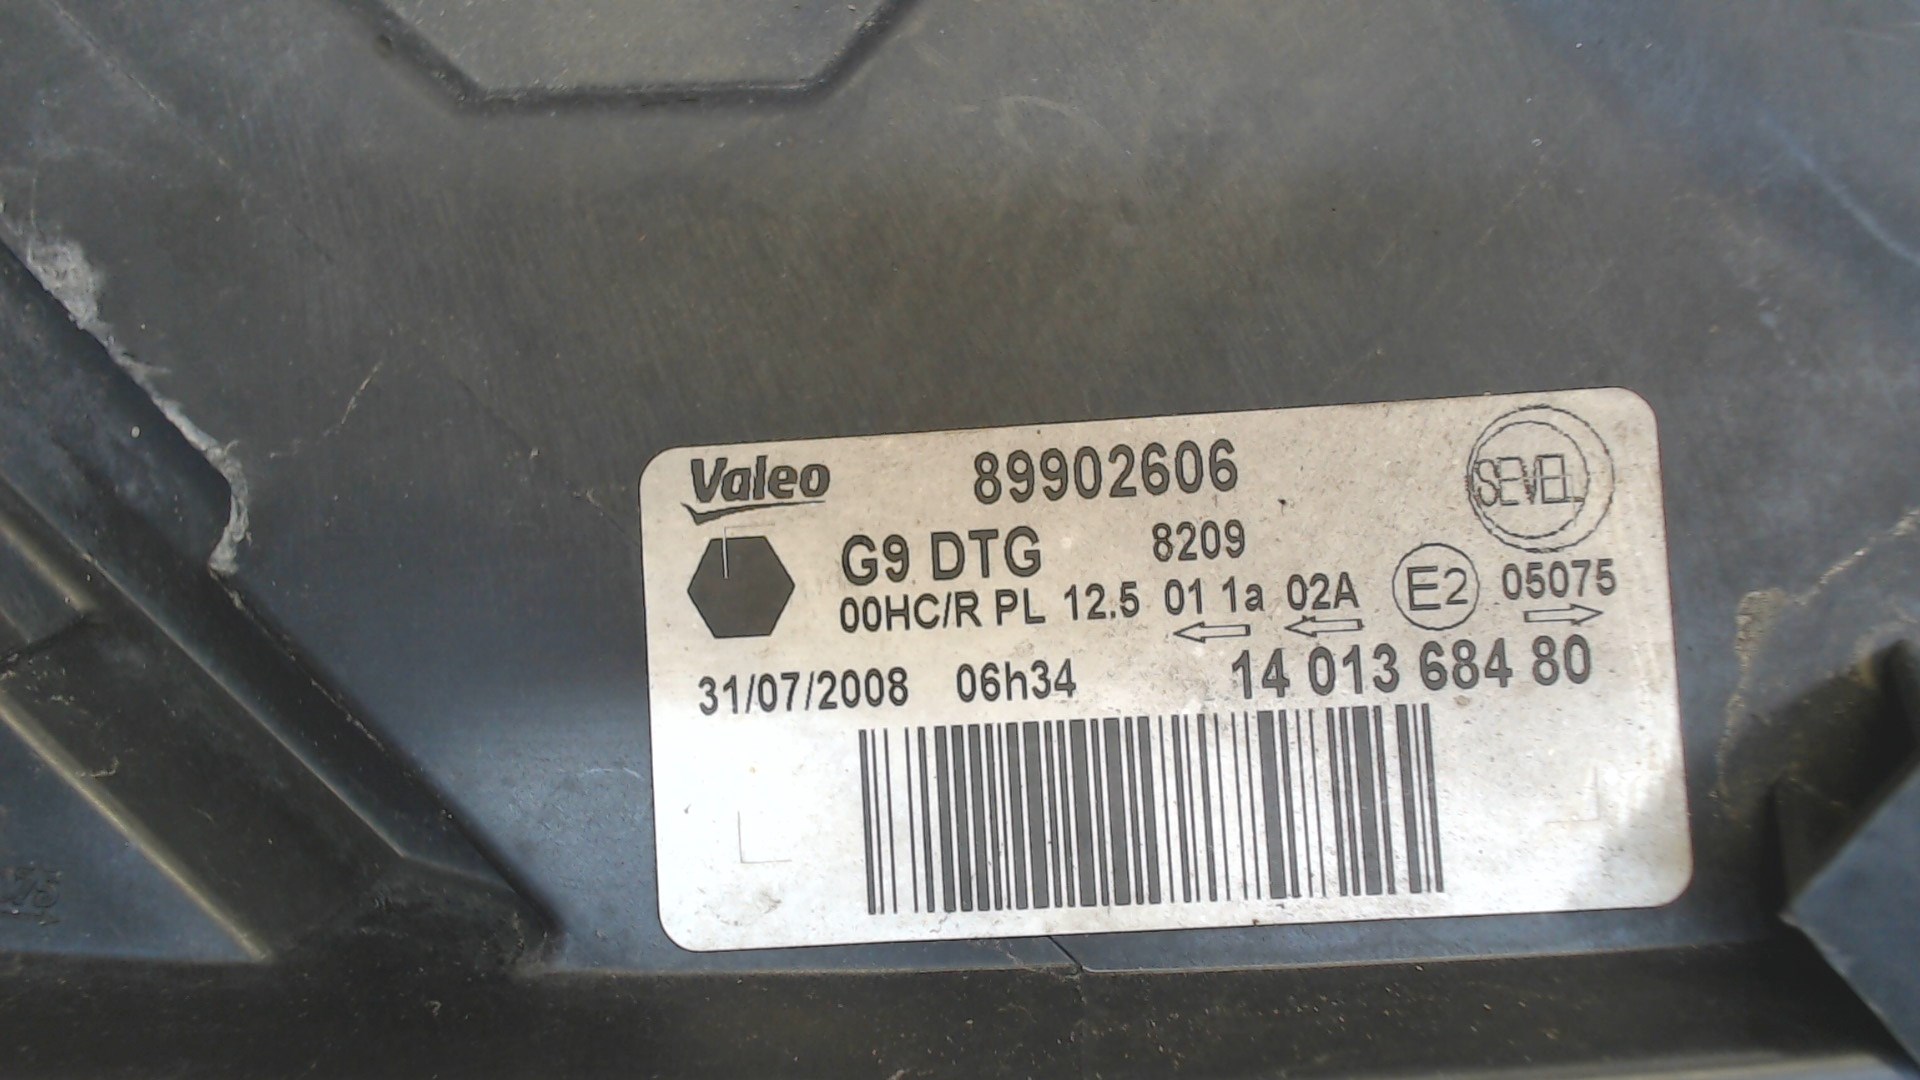 Valeo 89902606 SEVEL
G9 DTG 8209
00HC/R PL 12.5 01 1a 02A E2 05075
31/07/2008 06h34 14 013 684 80